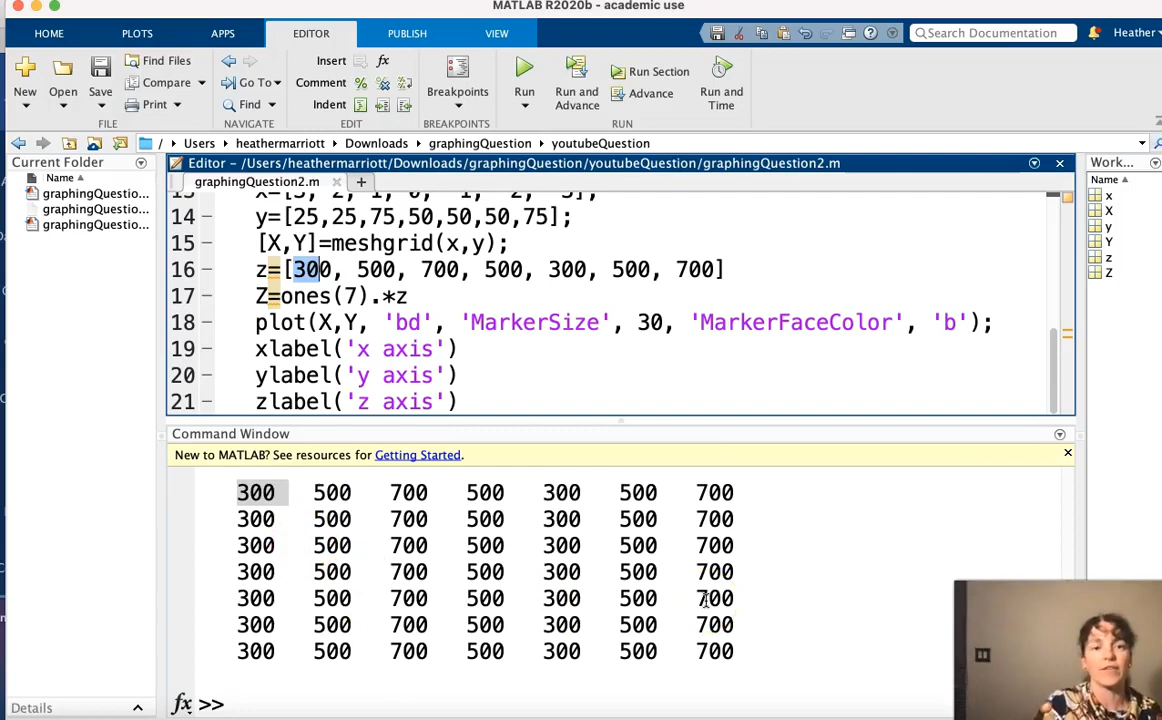 MATLAB R2020b - academic use
HOME PLOTS APPS EDITOR PUBLISH VIEW Search Documentation Heather
New Open Save Find Files Compare Print FILE
Go To Find NAVIGATE
Insert fx Comment Indent EDIT
Breakpoints BREAKPOINTS
Run Run and Advance Run Section Advance Run and Time RUN
/ Users heathermarriott Downloads graphingQuestion youtubeQuestion
Current Folder
Name
graphingQuestio...
graphingQuestio...
graphingQuestio...
Details
Editor - /Users/heathermarriott/Downloads/graphingQuestion/youtubeQuestion/graphingQuestion2.m
graphingQuestion2.m +
14 - y=[25,25,75,50,50,50,75];
15 - [X,Y]=meshgrid(x,y);
16 - z=[300, 500, 700, 500, 300, 500, 700]
17 - Z=ones(7).*z
18 - plot(X,Y, 'bd', 'MarkerSize', 30, 'MarkerFaceColor', 'b');
19 - xlabel('x axis')
20 - ylabel('y axis')
21 - zlabel('z axis')
Command Window
New to MATLAB? See resources for Getting Started.
300 500 700 500 300 500 700
300 500 700 500 300 500 700
300 500 700 500 300 500 700
300 500 700 500 300 500 700
300 500 700 500 300 500 700
300 500 700 500 300 500 700
300 500 700 500 300 500 700
fx >>
Work...
Name
x
X
y
Y
z
Z